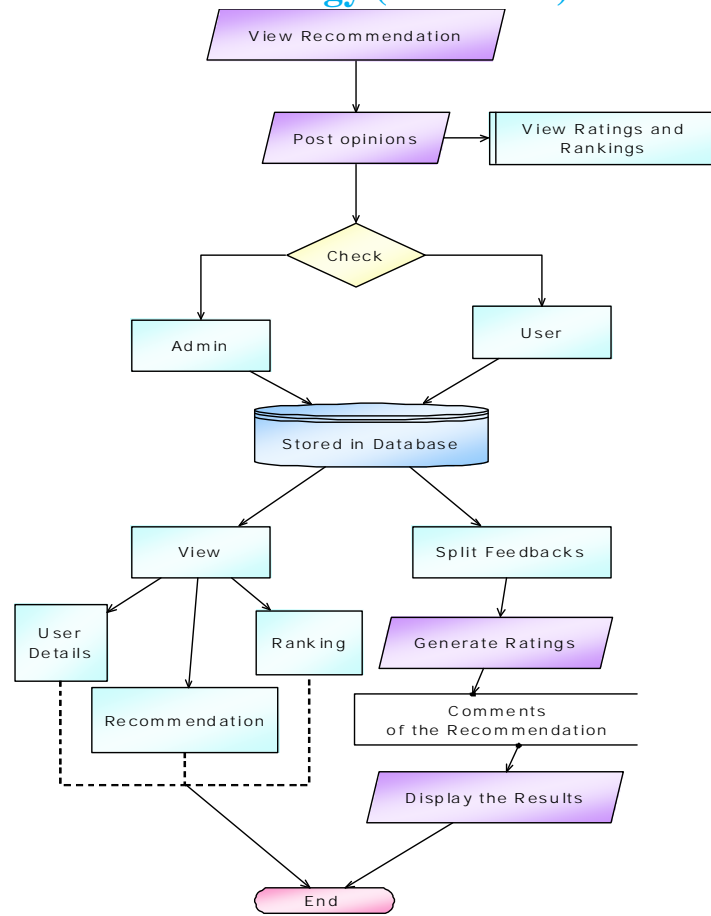 View Recommendation
Post opinions
View Ratings and
Rankings
Check
Admin
User
Stored in Database
View
Split Feedbacks
User
Details
Ranking
Generate Ratings
Recommendation
Comments
of the Recommendation
Display the Results
End